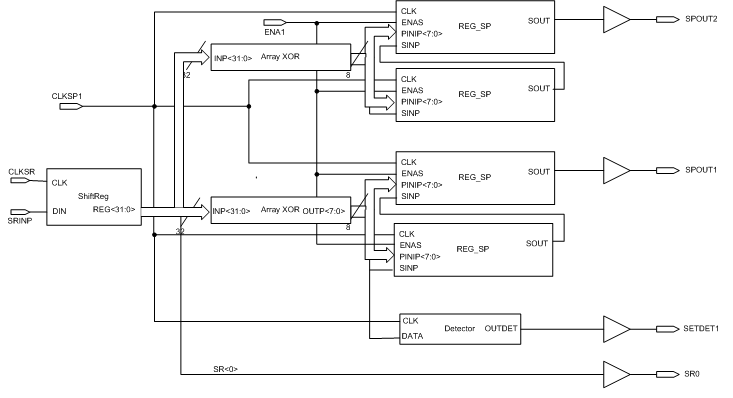 CLK
ENAS
PINIP<7:0>
SINP
REG_SP
SOUT
SPOUT2
ENA1
INP<31:0>
Array XOR
32
8
CLK
ENAS
PINIP<7:0>
SINP
REG_SP
SOUT
CLKSP1
CLKSR
SRINP
CLK
DIN
ShiftReg
REG<31:0>
CLK
ENAS
PINIP<7:0>
SINP
REG_SP
SOUT
SPOUT1
INP<31:0>
Array XOR
OUTP<7:0>
32
8
CLK
ENAS
PINIP<7:0>
SINP
REG_SP
SOUT
CLK
DATA
Detector
OUTDET
SETDET1
SR<0>
SR0